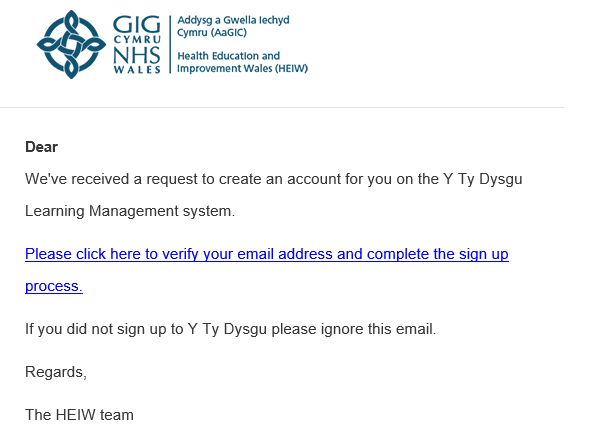 GIG
CYMRU
NHS
WALES
Addysg a Gwella Iechyd
Cymru (AaGIC)
Health Education and
Improvement Wales (HEIW)
Dear
We've received a request to create an account for you on the Y Ty Dysgu
Learning Management system.
Please click here to verify your email address and complete the sign up
process.
If you did not sign up to Y Ty Dysgu please ignore this email.
Regards,
The HEIW team